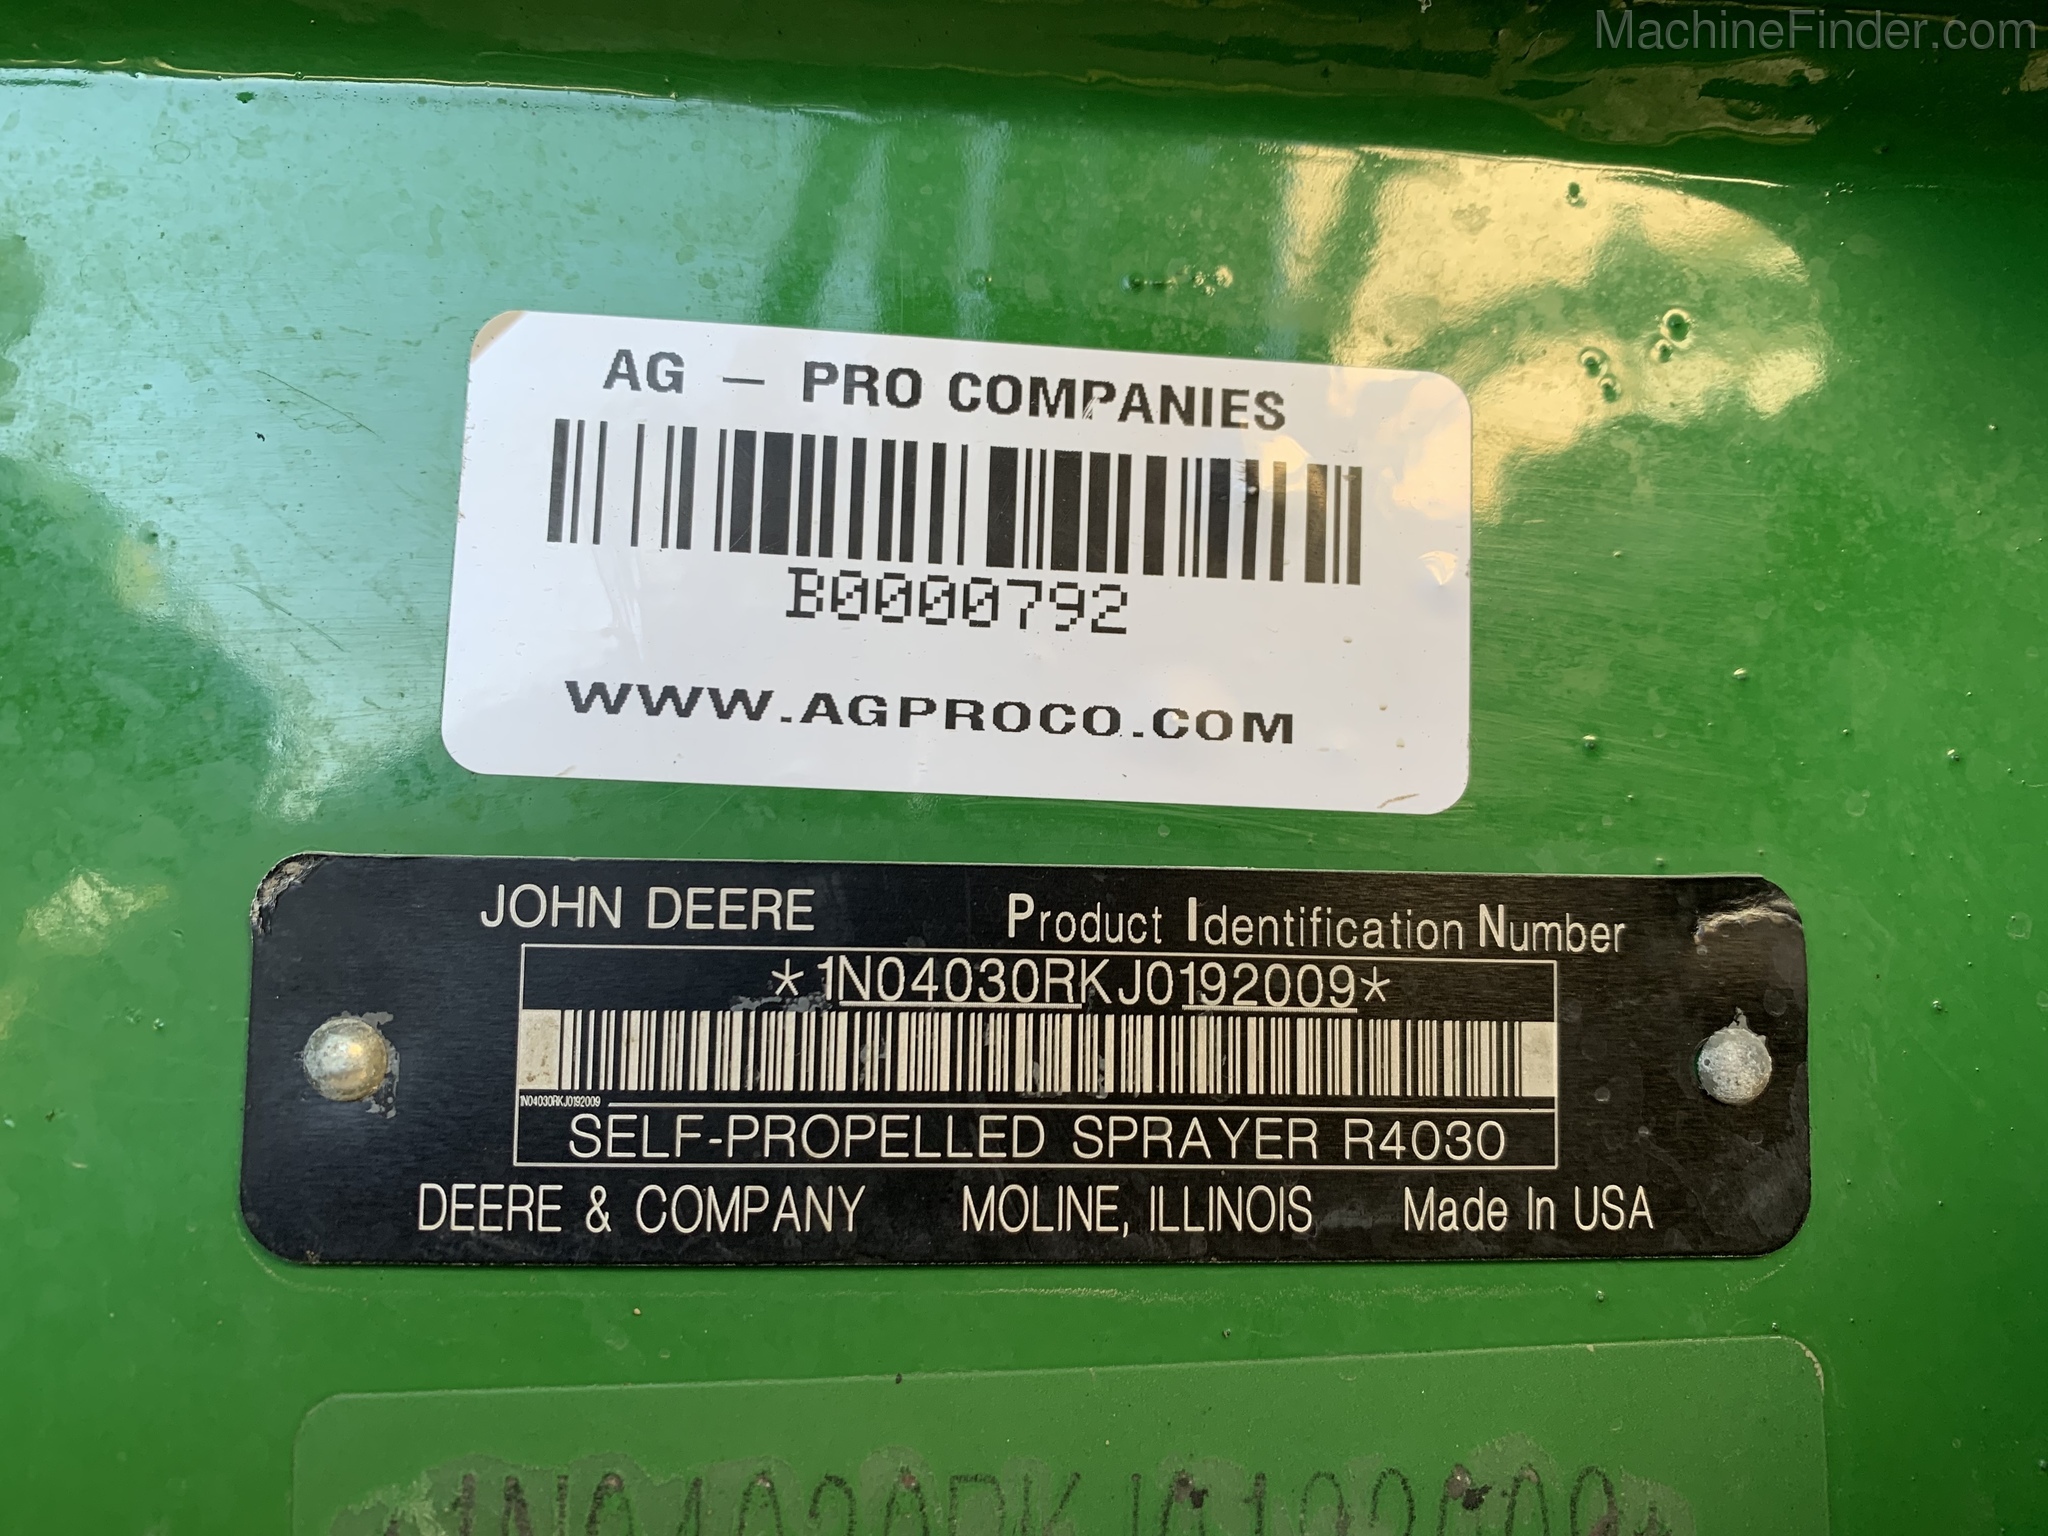 MachineFinder.com
AG – PRO COMPANIES
B0000792
WWW.AGPROCO.COM
JOHN DEERE Product Identification Number
*1N04030RKJ0192009*
1N04030RKJ0192009
SELF-PROPELLED SPRAYER R4030
DEERE & COMPANY MOLINE, ILLINOIS Made In USA
1N04030RKJ0192009